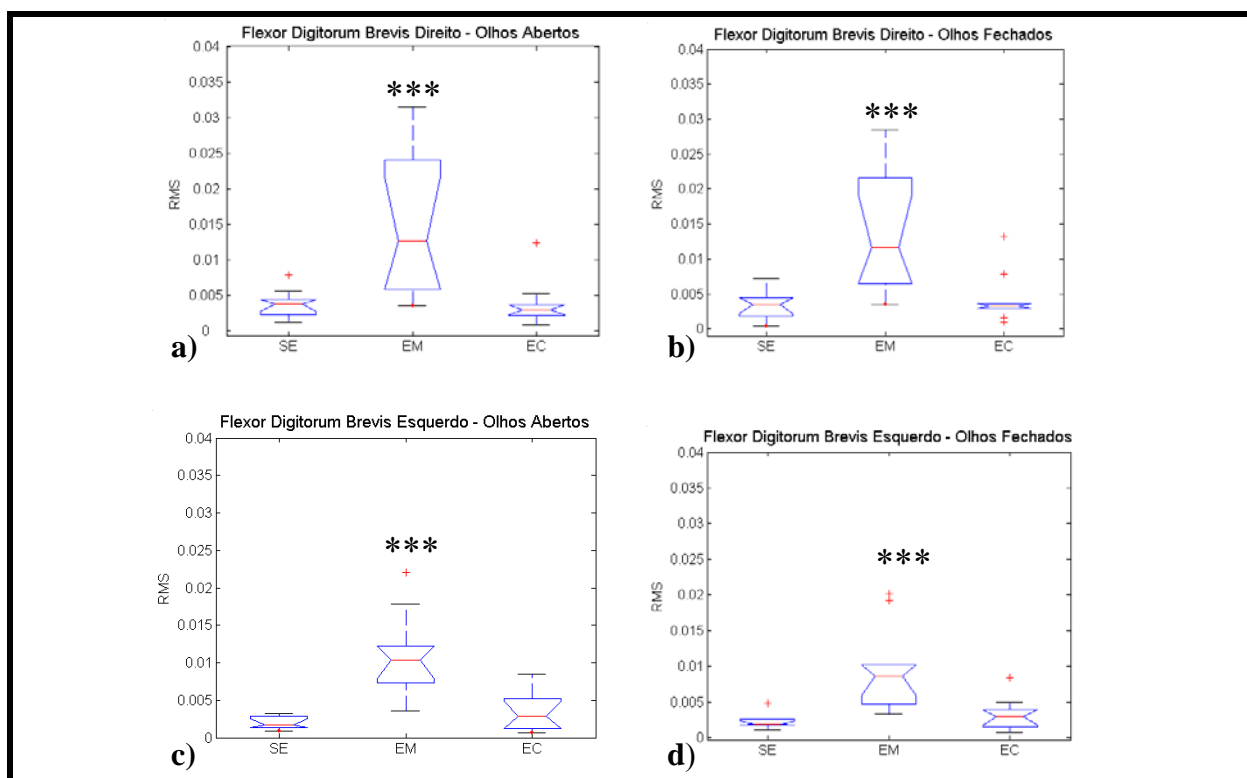 Flexor Digitorum Brevis Direito - Olhos Abertos
0.04
0.035
0.03
0.025
0.02
0.015
0.01
0.005
0
RMS
***
SE EM EC
a)
Flexor Digitorum Brevis Direito - Olhos Fechados
0.04
0.035
0.03
0.025
0.02
0.015
0.01
0.005
0
RMS
***
SE EM EC
b)
Flexor Digitorum Brevis Esquerdo - Olhos Abertos
0.04
0.035
0.03
0.025
0.02
0.015
0.01
0.005
0
RMS
***
SE EM EC
c)
Flexor Digitorum Brevis Esquerdo - Olhos Fechados
0.04
0.035
0.03
0.025
0.02
0.015
0.01
0.005
0
RMS
***
SE EM EC
d)